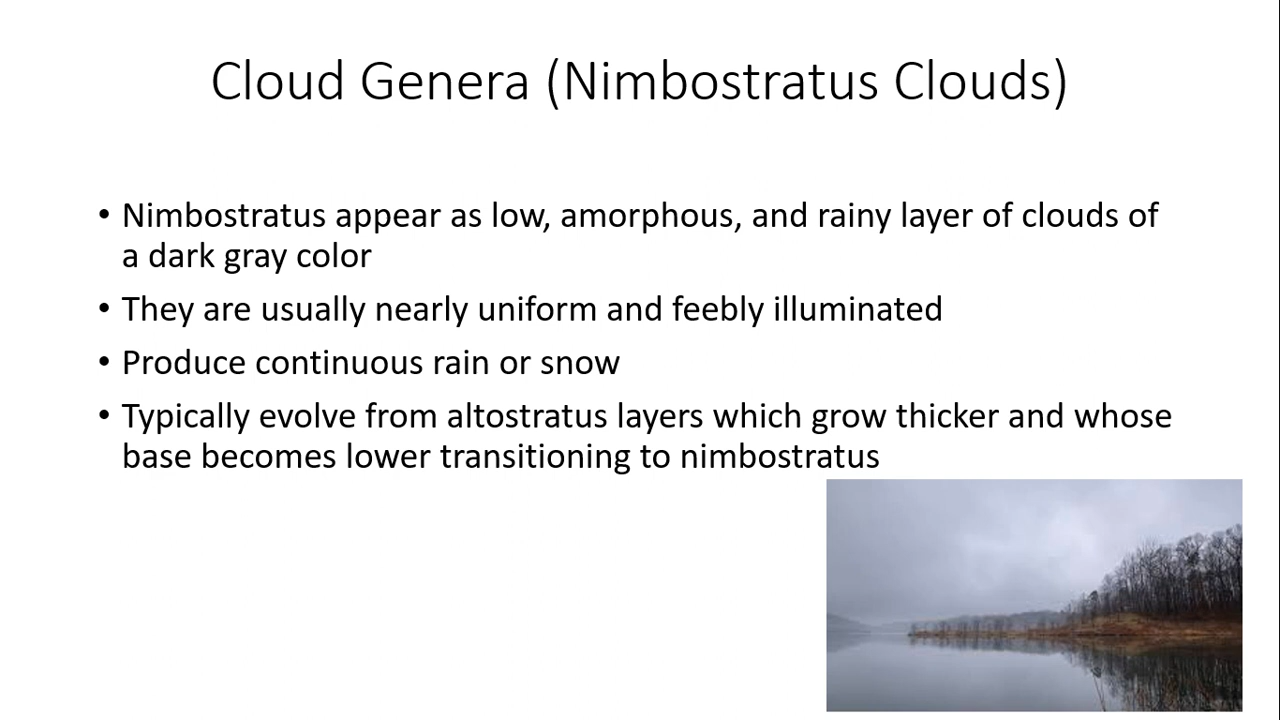 Cloud Genera (Nimbostratus Clouds)
• Nimbostratus appear as low, amorphous, and rainy layer of clouds of
a dark gray color
• They are usually nearly uniform and feebly illuminated
• Produce continuous rain or snow
• Typically evolve from altostratus layers which grow thicker and whose
base becomes lower transitioning to nimbostratus